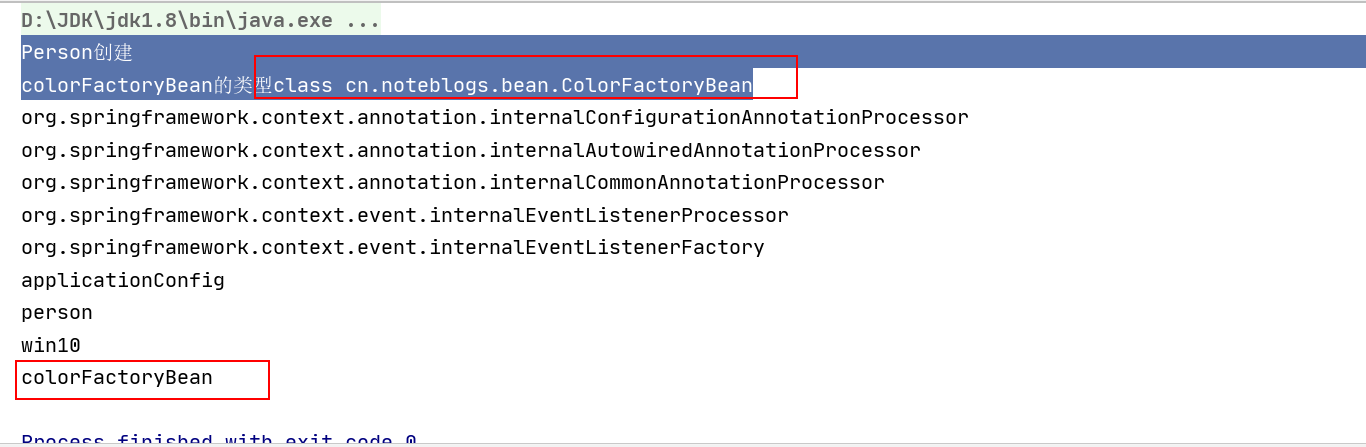 D:\JDK\jdk1.8\bin\java.exe ...
Person创建
colorFactoryBean的类型class cn.noteblogs.bean.ColorFactoryBean
org.springframework.context.annotation.internalConfigurationAnnotationProcessor
org.springframework.context.annotation.internalAutowiredAnnotationProcessor
org.springframework.context.annotation.internalCommonAnnotationProcessor
org.springframework.context.event.internalEventListenerProcessor
org.springframework.context.event.internalEventListenerFactory
applicationConfig
person
win10
colorFactoryBean
Process finished with exit code 0